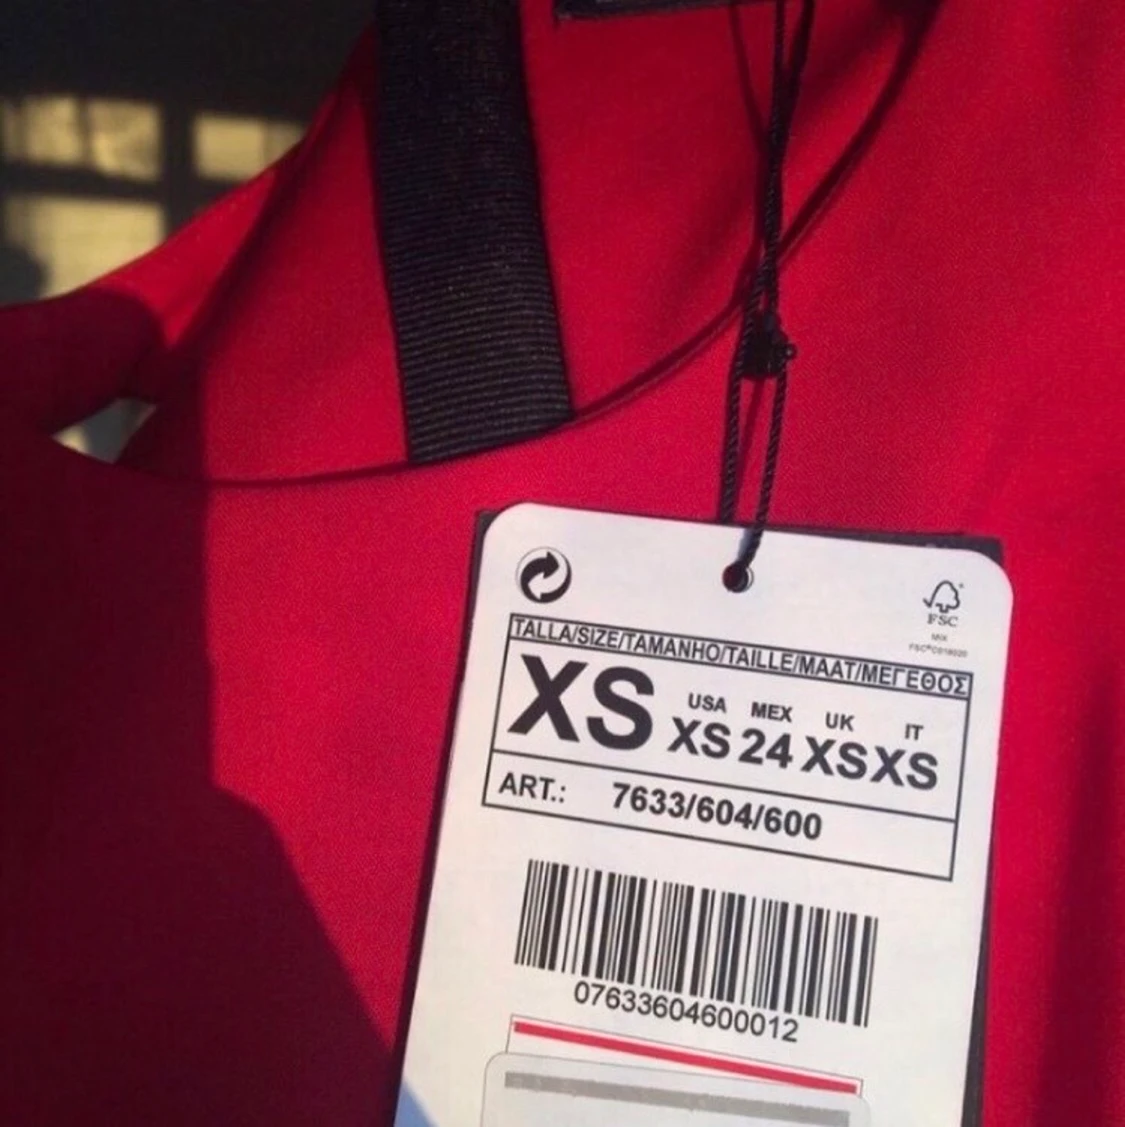 FSC
MIX
TALLA/SIZE/TAMANHO/TAILLE/MAAT/ΜΕΓΕΘΟΣ
XS
USA MEX UK IT
XS 24 XS XS
ART.: 7633/604/600
07633604600012